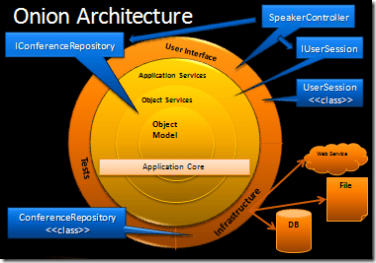 Onion Architecture
SpeakerController
IConferenceRepository
IUserSession
User Interface
Application Services
UserSession
<<class>>
Object Services
Object
Model
Tests
Application Core
Web Service
File
Infrastructure
ConferenceRepository
<<class>>
DB